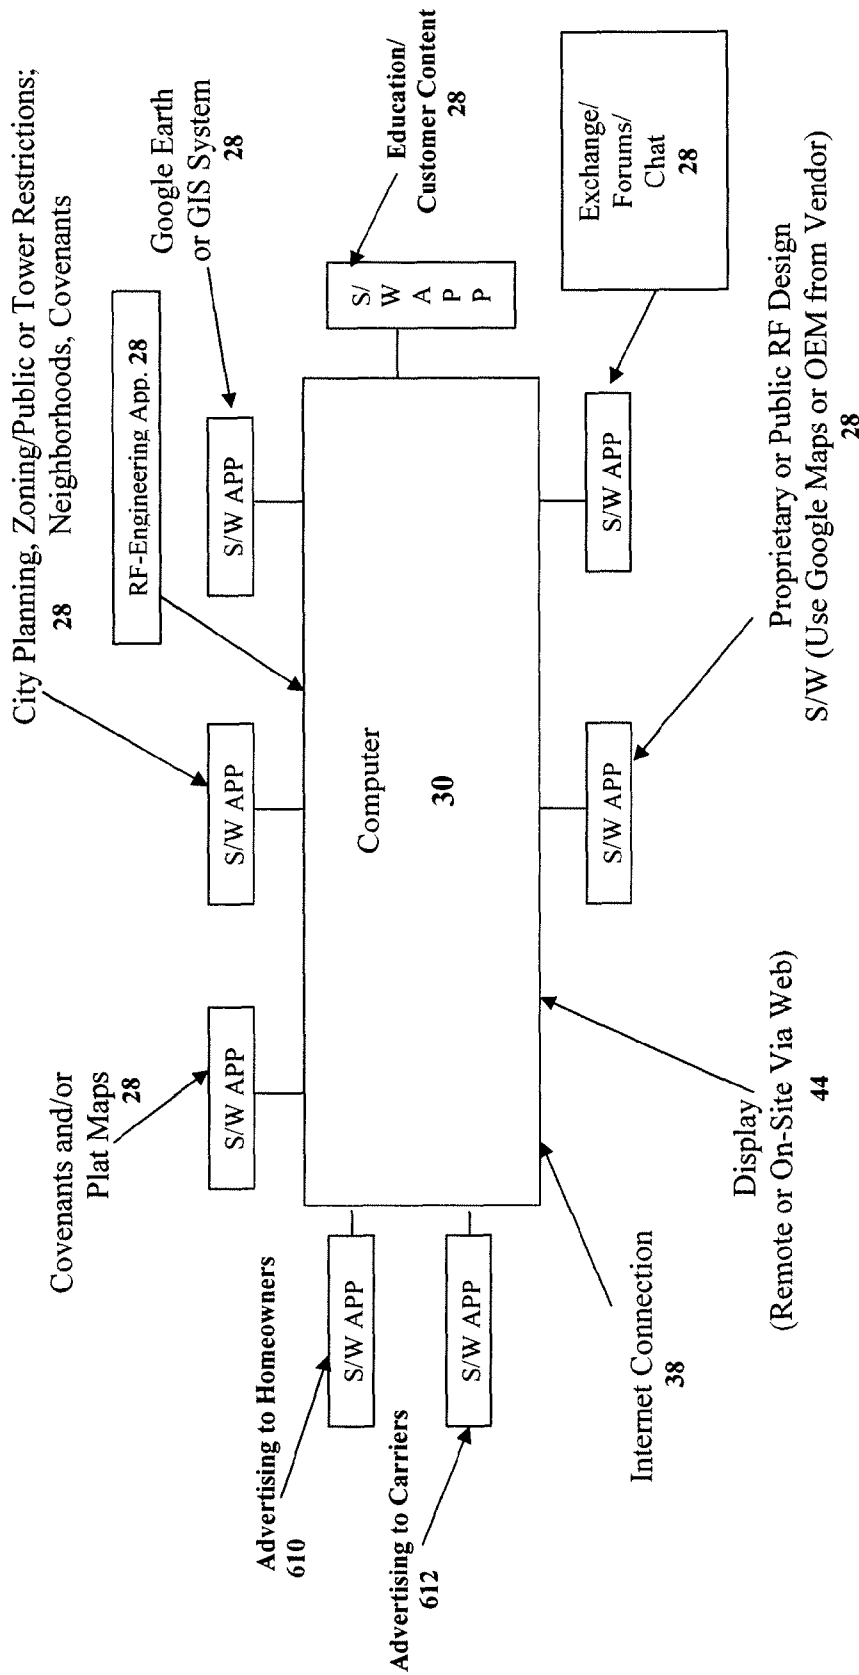 City Planning, Zoning/Public or Tower Restrictions;
28 Neighborhoods, Covenants
Covenants and/or
Plat Maps
28
RF-Engineering App. 28
Google Earth
or GIS System
28
S/W APP
S/W APP
S/W APP
Advertising to Homeowners
610
S/W APP
Advertising to Carriers
612
S/W APP
Computer
30
S/
W
A
P
P
Education/
Customer Content
28
S/W APP
S/W APP
Exchange/
Forums/
Chat
28
Internet Connection
38
Display
(Remote or On-Site Via Web)
44
Proprietary or Public RF Design
S/W (Use Google Maps or OEM from Vendor)
28